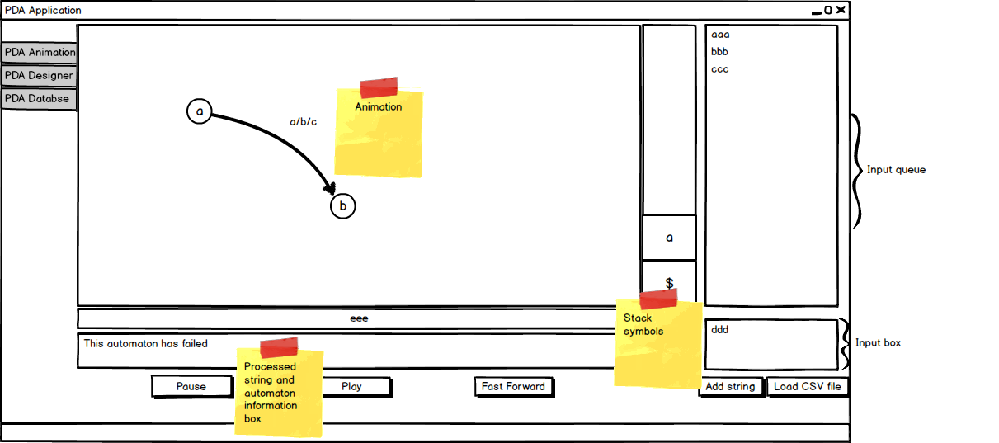 PDA Application
PDA Animation
PDA Designer
PDA Databse
a
a/b/c
b
Animation
a
$
Stack
symbols
aaa
bbb
ccc
Input queue
eee
This automaton has failed
Processed
string and
automaton
information
box
ddd
Input box
Pause
Play
Fast Forward
Add string
Load CSV file